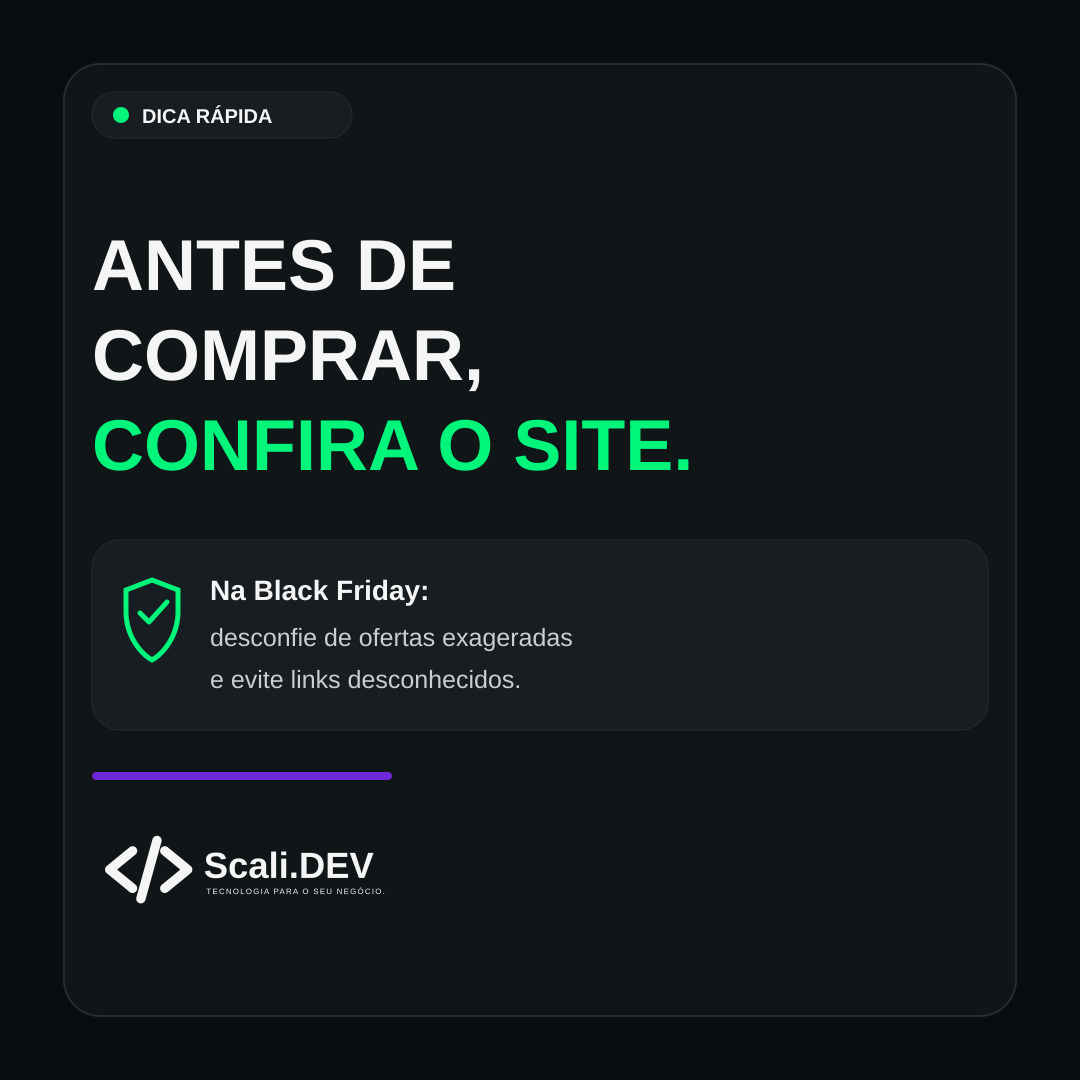 DICA RÁPIDA
ANTES DE
COMPRAR,
CONFIRA O SITE.
Na Black Friday:
desconfie de ofertas exageradas
e evite links desconhecidos.
</> Scali.DEV
TECNOLOGIA PARA O SEU NEGÓCIO.